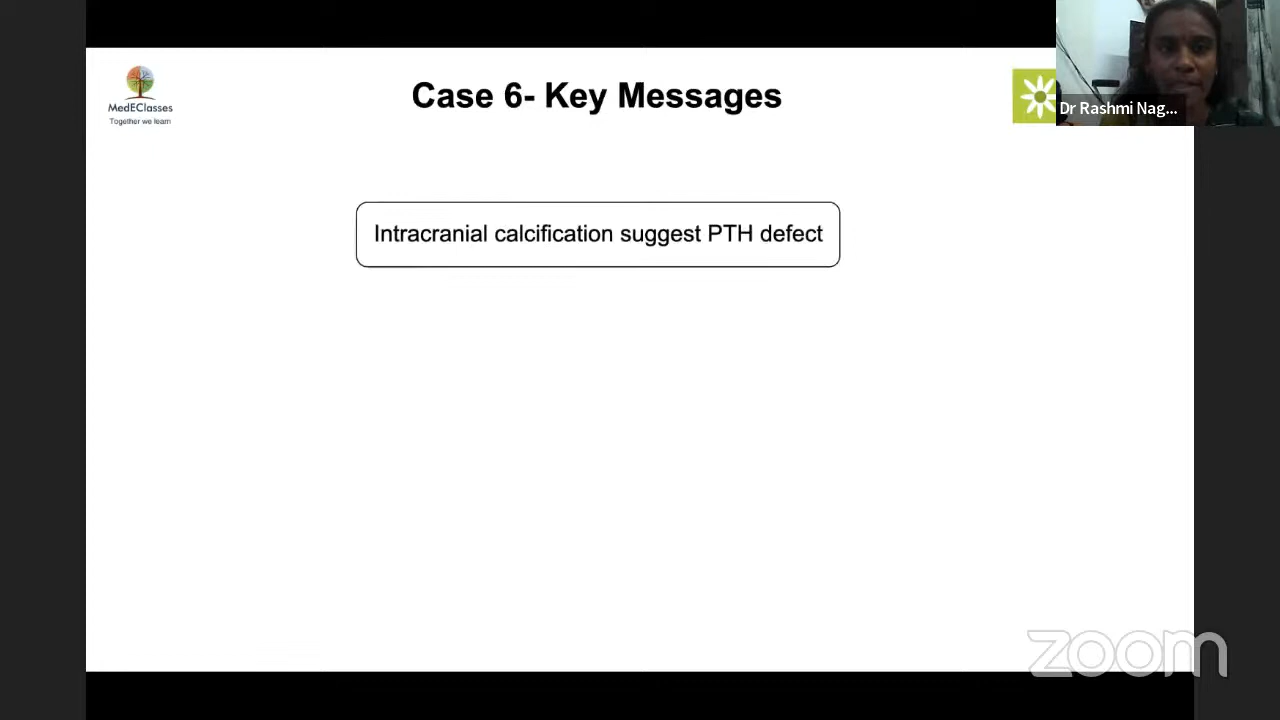 MedEClasses
Together we learn
Case 6- Key Messages
Dr Rashmi Nag...
Intracranial calcification suggest PTH defect
zoom